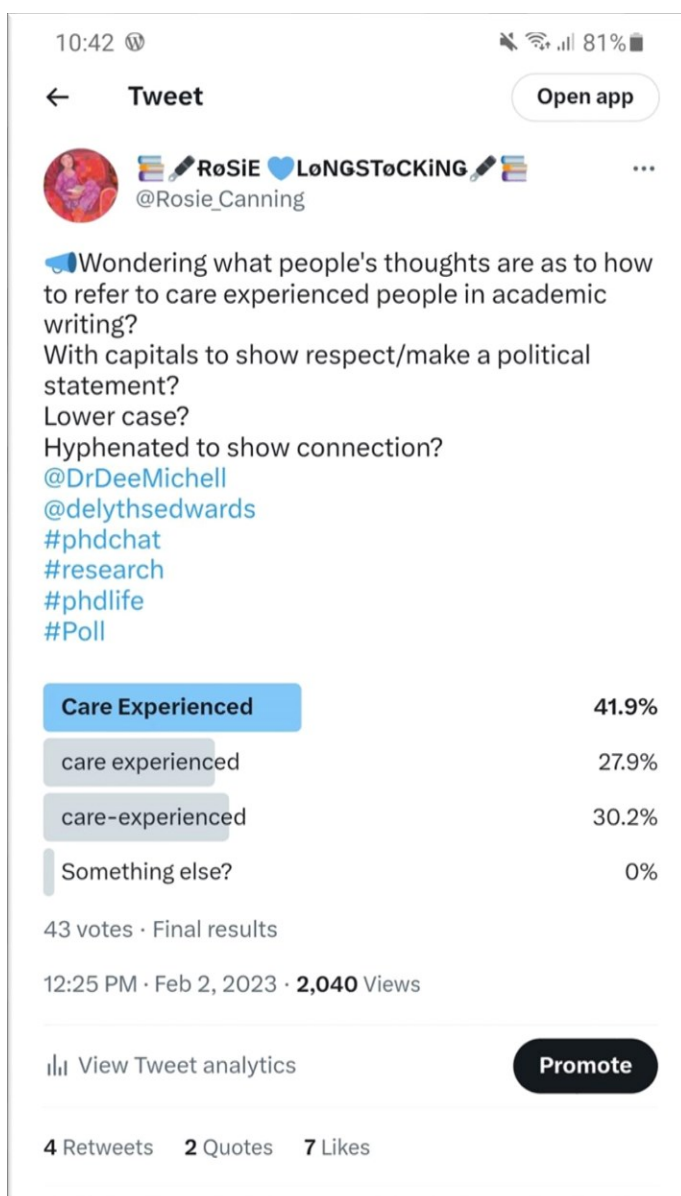 10:42
81%
Tweet
Open app
RøSiE 💙LøNGSTøCKiNG
@Rosie_Canning
Wondering what people's thoughts are as to how
to refer to care experienced people in academic
writing?
With capitals to show respect/make a political
statement?
Lower case?
Hyphenated to show connection?
@DrDeeMichell
@delythsedwards
#phdchat
#research
#phdlife
#Poll
Care Experienced 41.9%
care experienced 27.9%
care-experienced 30.2%
Something else? 0%
43 votes · Final results
12:25 PM · Feb 2, 2023 · 2,040 Views
View Tweet analytics
Promote
4 Retweets 2 Quotes 7 Likes